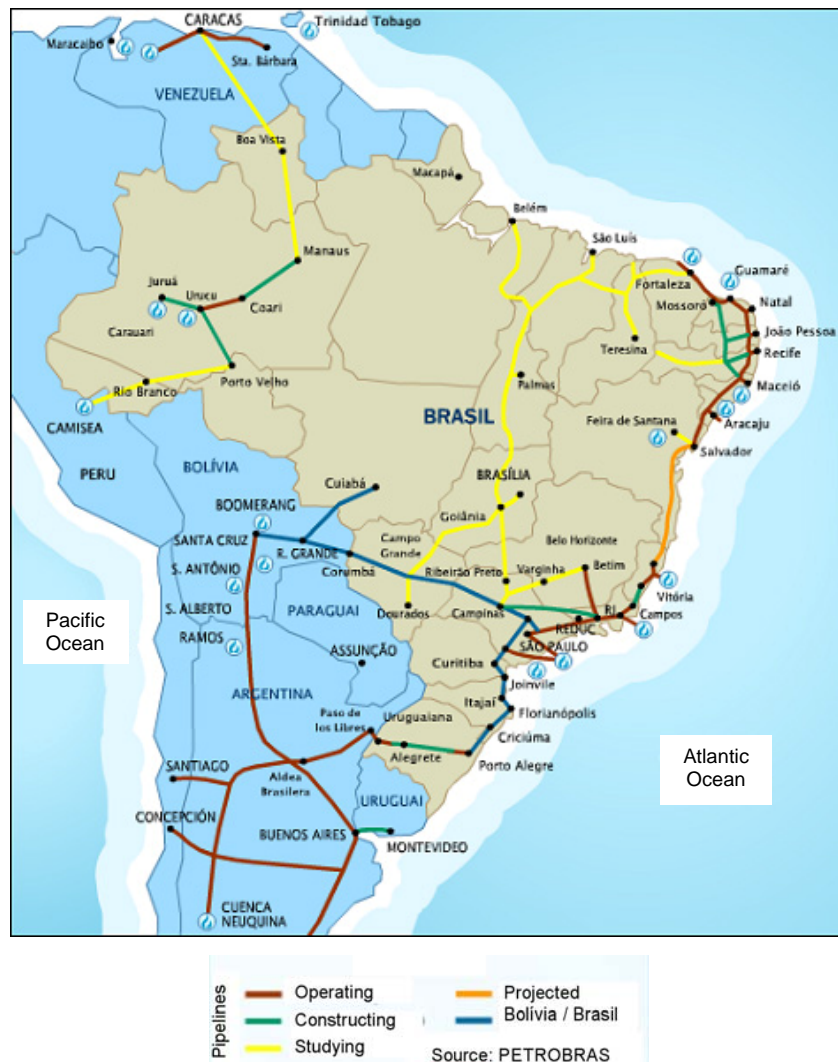 CARACAS
Trinidad Tobago
Maracaibo
Sta. Bárbara
VENEZUELA
Boa Vista
Macapá
Belém
São Luís
Manaus
Fortaleza
Guamaré
Juruá
Urucu
Mossoró
Natal
Coari
Carauari
João Pessoa
Teresina
Recife
Porto Velho
Rio Branco
Palmas
Maceió
CAMISEA
BRASIL
Feira de Santana
Aracaju
PERU
Salvador
BOLÍVIA
Cuiabá
BRASÍLIA
BOOMERANG
Goiânia
SANTA CRUZ
R. GRANDE
Campo
Grande
Belo Horizonte
Corumbá
Ribeirão Preto
Varginha
Betim
S. ANTÔNIO
Vitória
S. ALBERTO
PARAGUAI
Dourados
Campinas
RJ
Campos
Pacific
Ocean
RAMOS
REDUC
SÃO PAULO
ASSUNÇÃO
Curitiba
Joinvile
ARGENTINA
Itajaí
Florianópolis
Paso de
los Libres
Uruguaiana
Criciúma
Alegrete
Porto Alegre
Atlantic
Ocean
SANTIAGO
Aldea
Brasilera
URUGUAI
CONCEPCIÓN
BUENOS AIRES
MONTEVIDEO
CUENCA
NEUQUINA
Pipelines
Operating
Projected
Constructing
Bolívia / Brasil
Studying
Source: PETROBRAS